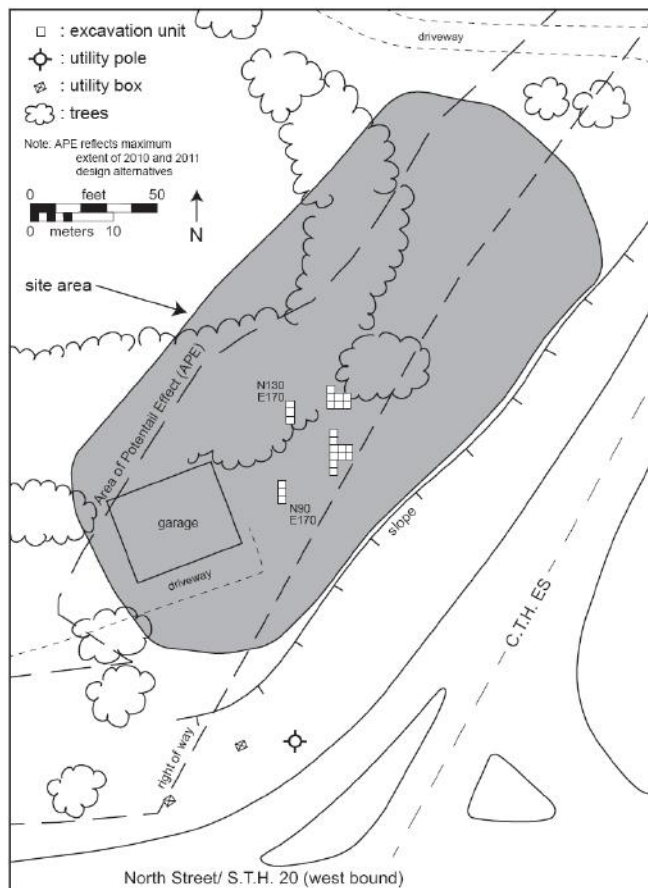 : excavation unit
: utility pole
: utility box
: trees
Note: APE reflects maximum
extent of 2010 and 2011
design alternatives
0 feet 50
0 meters 10
N
driveway
site area
Area of Potentail Effect (APE)
N130
E170
N90
E170
garage
driveway
slope
C.T.H. ES
right of way
North Street/ S.T.H. 20 (west bound)